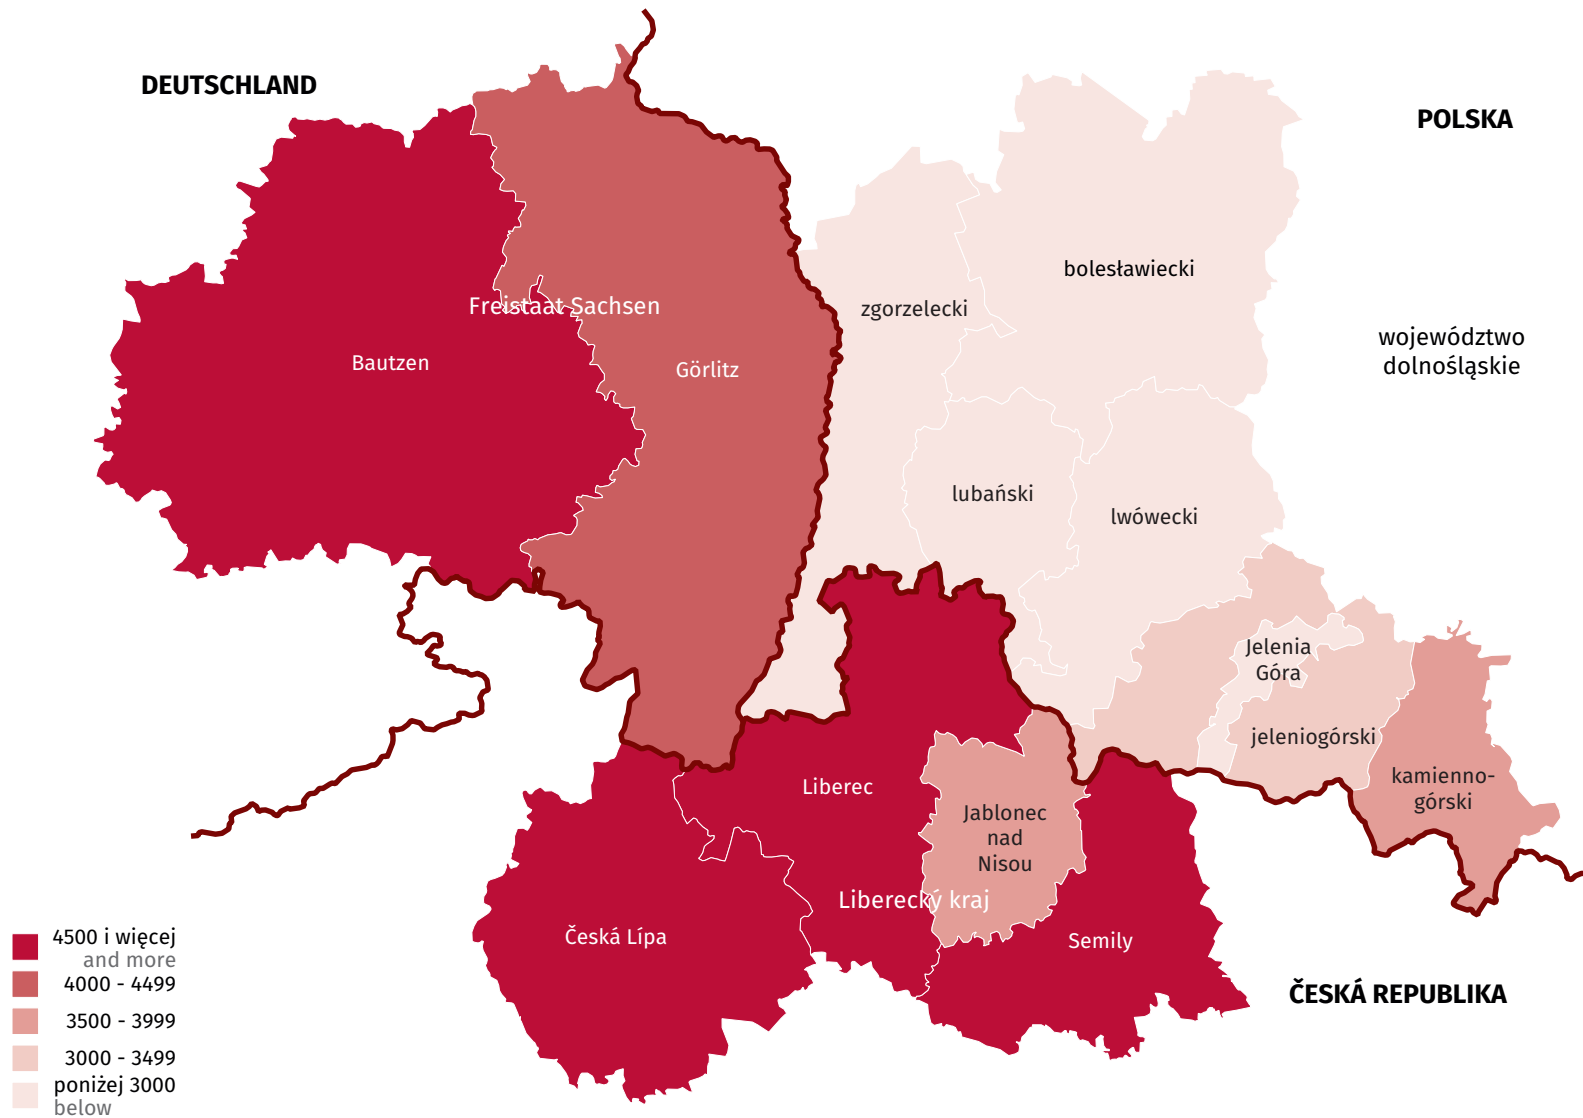 DEUTSCHLAND
POLSKA
bolesławiecki
zgorzelecki
Freistaat Sachsen
województwo
dolnośląskie
Bautzen
Görlitz
lubański
lwówecki
Jelenia
Góra
jeleniogórski
kamienno-
górski
Liberec
Jablonec
nad
Nisou
Liberecký kraj
Česká Lípa
Semily
ČESKÁ REPUBLIKA
4500 i więcej
and more
4000 - 4499
3500 - 3999
3000 - 3499
poniżej 3000
below